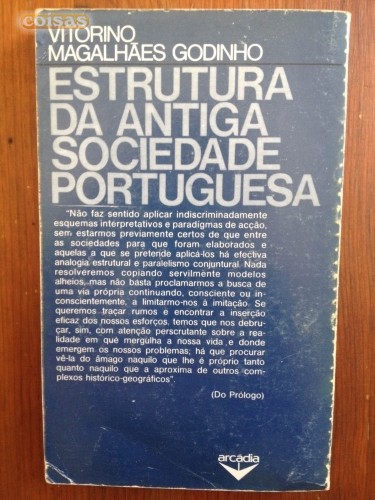 coisas
VITORINO
MAGALHÃES GODINHO
ESTRUTURA
DA ANTIGA
SOCIEDADE
PORTUGUESA
"Não faz sentido aplicar indiscriminadamente
esquemas interpretativos e paradigmas de acção,
sem estarmos previamente certos de que entre
as sociedades para que foram elaborados e
aquelas a que se pretende aplicá-los há efectiva
analogia estrutural e paralelismo conjuntural. Nada
resolveremos copiando servilmente modelos
alheios, mas não basta proclamarmos a busca de
uma via própria continuando, consciente ou in-
conscientemente, a limitarmo-nos à imitação. Se
queremos traçar rumos e encontrar a inserção
eficaz dos nossos esforços, temos que nos debru-
çar, sim, com atenção perscrutante sobre a rea-
lidade em que mergulha a nossa vida e donde
emergem os nossos problemas; há que procurar
vê-la do âmago naquilo que lhe é próprio tanto
quanto naquilo que a aproxima de outros com-
plexos histórico-geográficos".
(Do Prólogo)
arcádia